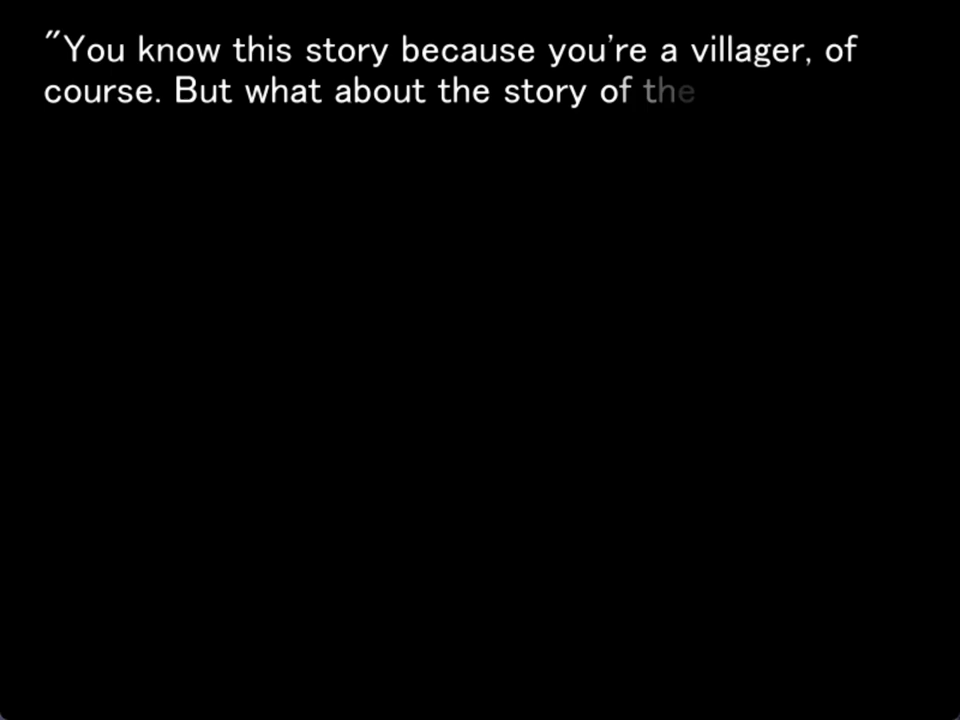 "You know this story because you're a villager, of
course. But what about the story of the